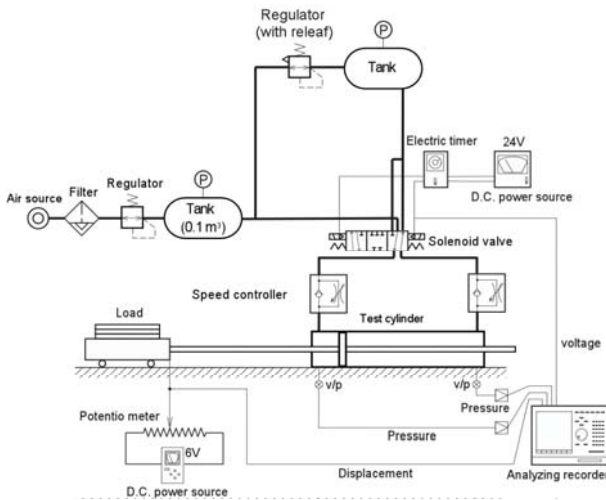 Regulator
(with releaf)
P
Tank
Electric timer
24V
D.C. power source
Air source
Filter
Regulator
P
Tank
(0.1 m³)
Solenoid valve
Speed controller
Load
Test cylinder
voltage
v/p
v/p
Pressure
Potentio meter
Pressure
6V
Displacement
D.C. power source
Analyzing recorder